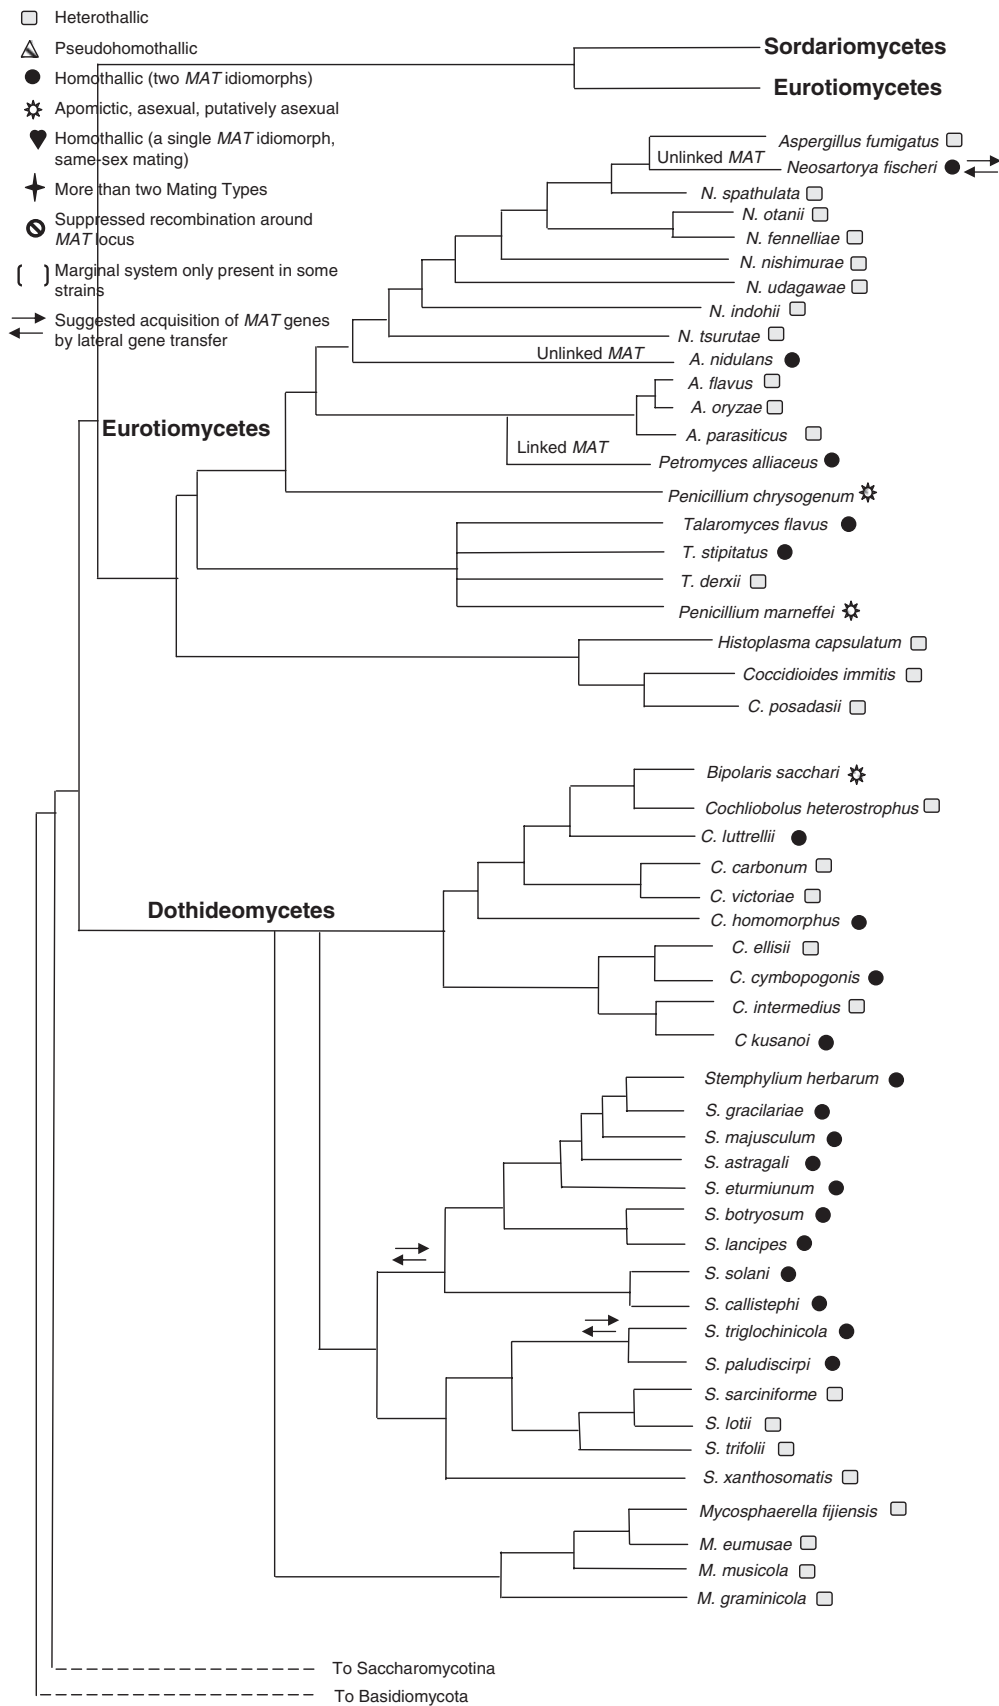 Heterothallic
Pseudohomothallic
Homothallic (two MAT idiomorphs)
Apomictic, asexual, putatively asexual
Homothallic (a single MAT idiomorph,
same-sex mating)
More than two Mating Types
Suppressed recombination around
MAT locus
Marginal system only present in some
strains
Suggested acquisition of MAT genes
by lateral gene transfer
Sordariomycetes
Eurotiomycetes
Aspergillus fumigatus
Unlinked MAT
Neosartorya fischeri
N. spathulata
N. otanii
N. fennelliae
N. nishimurae
N. udagawae
N. indohii
N. tsurutae
Unlinked MAT
A. nidulans
A. flavus
A. oryzae
Eurotiomycetes
A. parasiticus
Linked MAT
Petromyces alliaceus
Penicillium chrysogenum
Talaromyces flavus
T. stipitatus
T. derxii
Penicillium marneffei
Histoplasma capsulatum
Coccidioides immitis
C. posadasii
Bipolaris sacchari
Cochliobolus heterostrophus
C. luttrellii
C. carbonum
C. victoriae
Dothideomycetes
C. homomorphus
C. ellisii
C. cymbopogonis
C. intermedius
C kusanoi
Stemphylium herbarum
S. gracilariae
S. majusculum
S. astragali
S. eturmiunum
S. botryosum
S. lancipes
S. solani
S. callistephi
S. triglochinicola
S. paludiscirpi
S. sarciniforme
S. lotii
S. trifolii
S. xanthosomatis
Mycosphaerella fijiensis
M. eumusae
M. musicola
M. graminicola
To Saccharomycotina
To Basidiomycota